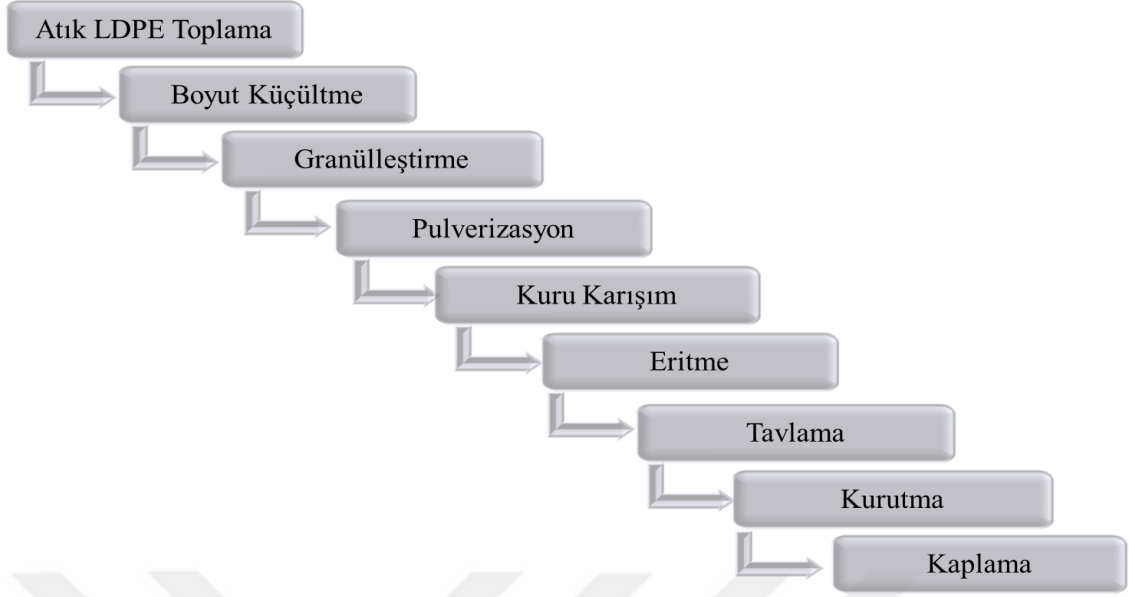 Atık LDPE Toplama
Boyut Küçültme
Granülleştirme
Pulverizasyon
Kuru Karışım
Eritme
Tavlama
Kurutma
Kaplama